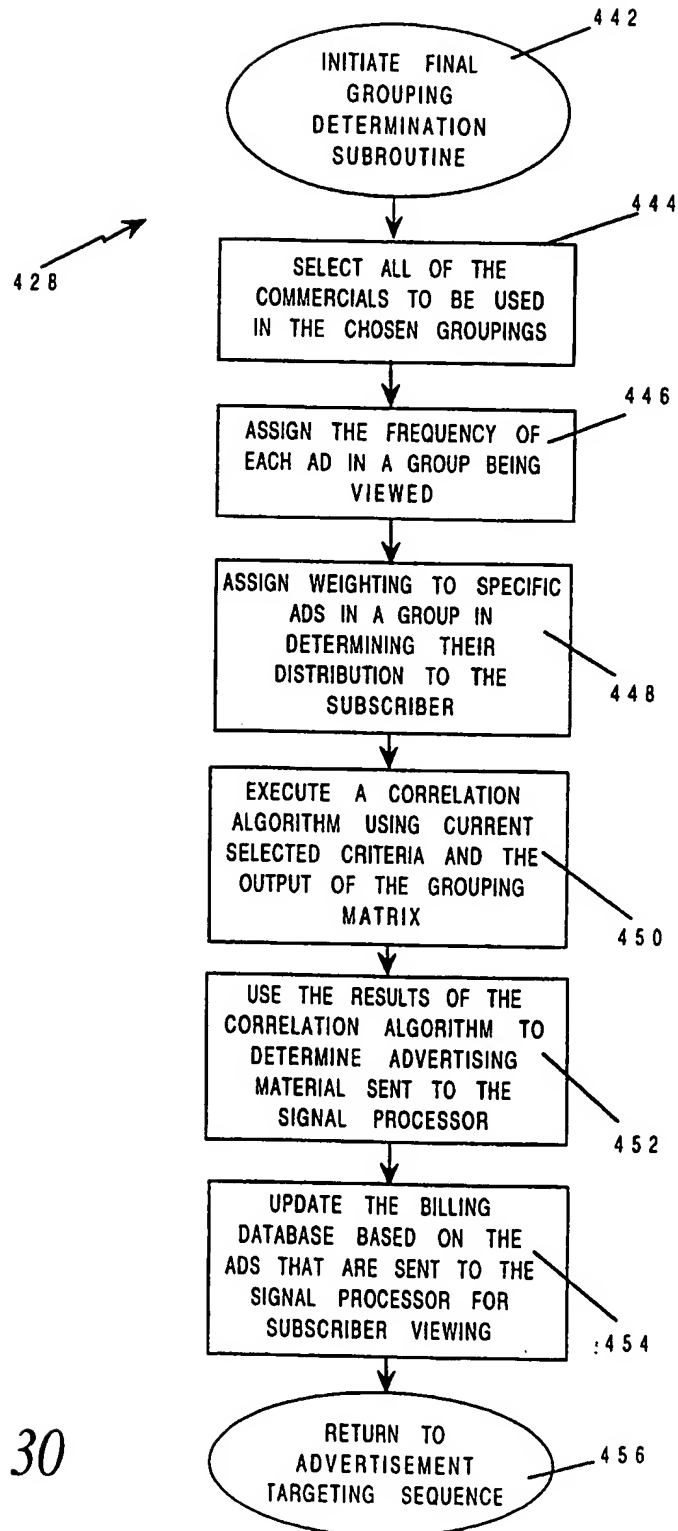 442
INITIATE FINAL
GROUPING
DETERMINATION
SUBROUTINE
428
444
SELECT ALL OF THE
COMMERCIALS TO BE USED
IN THE CHOSEN GROUPINGS
446
ASSIGN THE FREQUENCY OF
EACH AD IN A GROUP BEING
VIEWED
ASSIGN WEIGHTING TO SPECIFIC
ADS IN A GROUP IN
DETERMINING THEIR
DISTRIBUTION TO THE
SUBSCRIBER
448
EXECUTE A CORRELATION
ALGORITHM USING CURRENT
SELECTED CRITERIA AND THE
OUTPUT OF THE GROUPING
MATRIX
450
USE THE RESULTS OF THE
CORRELATION ALGORITHM TO
DETERMINE ADVERTISING
MATERIAL SENT TO THE
SIGNAL PROCESSOR
452
UPDATE THE BILLING
DATABASE BASED ON THE
ADS THAT ARE SENT TO THE
SIGNAL PROCESSOR FOR
SUBSCRIBER VIEWING
454
RETURN TO
ADVERTISEMENT
TARGETING SEQUENCE
456
30